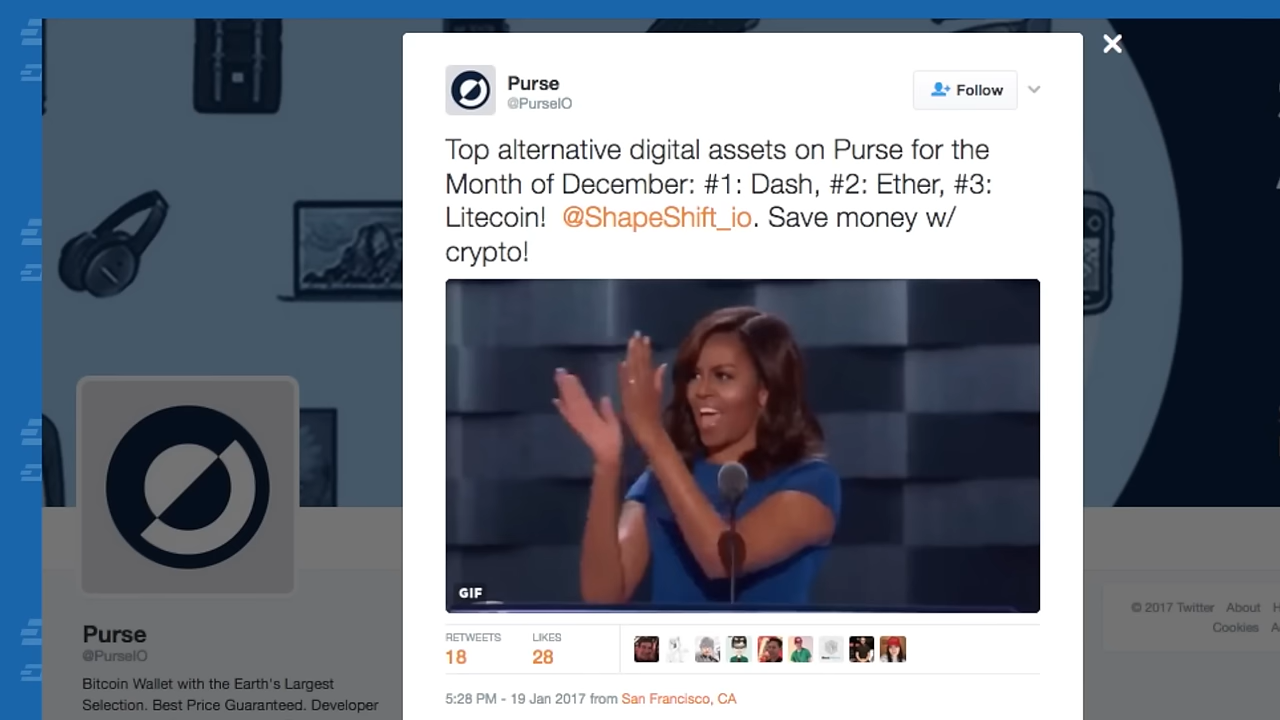 Purse
@PurseIO
Follow
Top alternative digital assets on Purse for the
Month of December: #1: Dash, #2: Ether, #3:
Litecoin! @ShapeShift_io. Save money w/
crypto!
GIF
RETWEETS
LIKES
18
28
5:28 PM - 19 Jan 2017 from San Francisco, CA
Purse
@PurseIO
Bitcoin Wallet with the Earth's Largest
Selection. Best Price Guaranteed. Developer
© 2017 Twitter About
Cookies